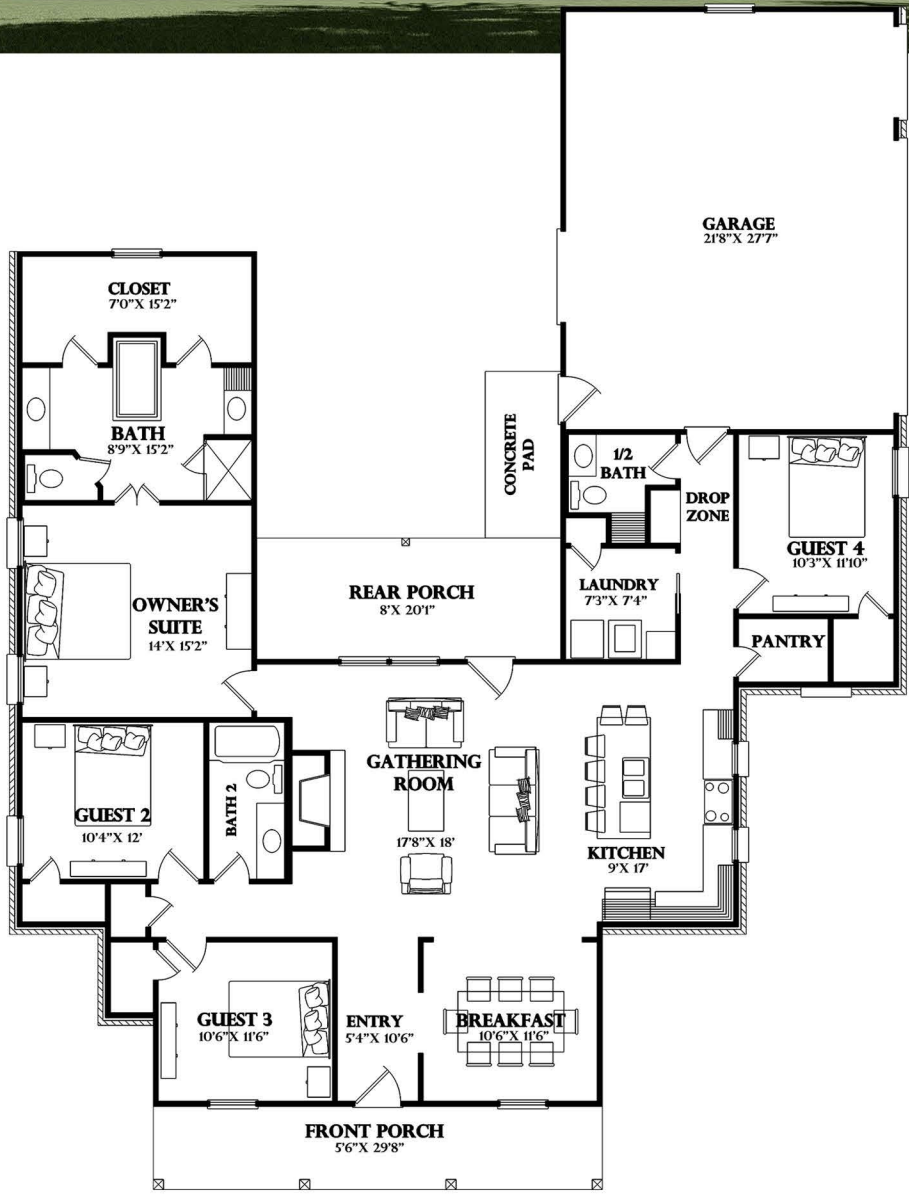 GARAGE
21'8"X 27'7"
CLOSET
7'0"X 15'2"
BATH
8'9"X 15'2"
CONCRETE
PAD
1/2
BATH
DROP
ZONE
GUEST 4
10'3"X 11'10"
LAUNDRY
7'3"X 7'4"
REAR PORCH
8'X 20'1"
OWNER'S
SUITE
14'X 15'2"
PANTRY
GATHERING
ROOM
17'8"X 18'
GUEST 2
10'4"X 12'
BATH 2
KITCHEN
9'X 17'
GUEST 3
10'6"X 11'6"
ENTRY
5'4"X 10'6"
BREAKFAST
10'6"X 11'6"
FRONT PORCH
5'6"X 29'8"